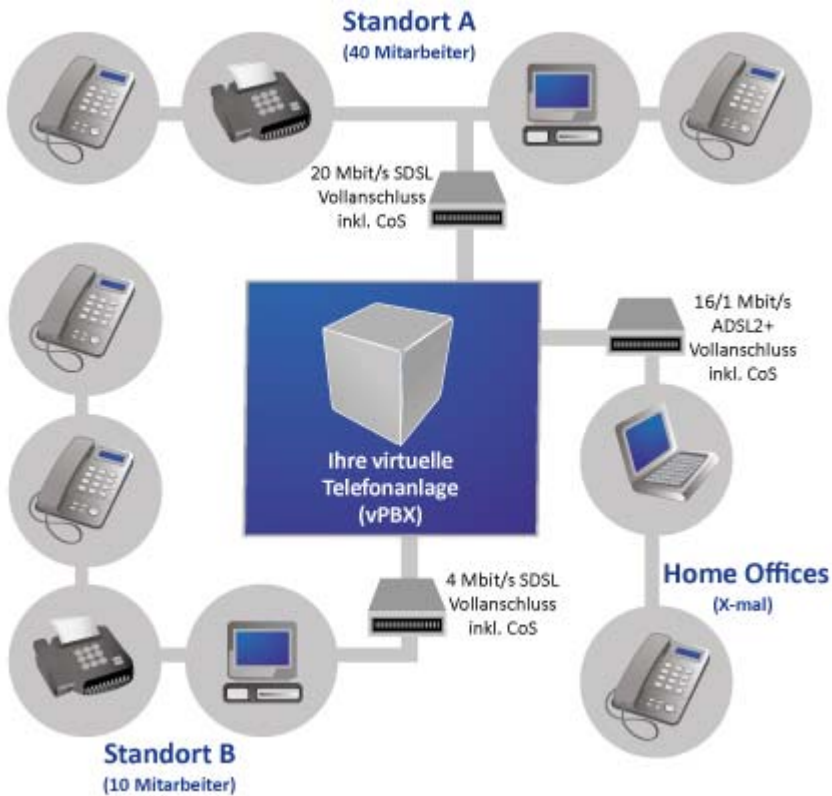 Standort A
(40 Mitarbeiter)
20 Mbit/s SDSL
Vollanschluss
inkl. CoS
16/1 Mbit/s
ADSL2+
Vollanschluss
inkl. CoS
Ihre virtuelle
Telefonanlage
(vPBX)
4 Mbit/s SDSL
Vollanschluss
inkl. CoS
Home Offices
(X-mal)
Standort B
(10 Mitarbeiter)